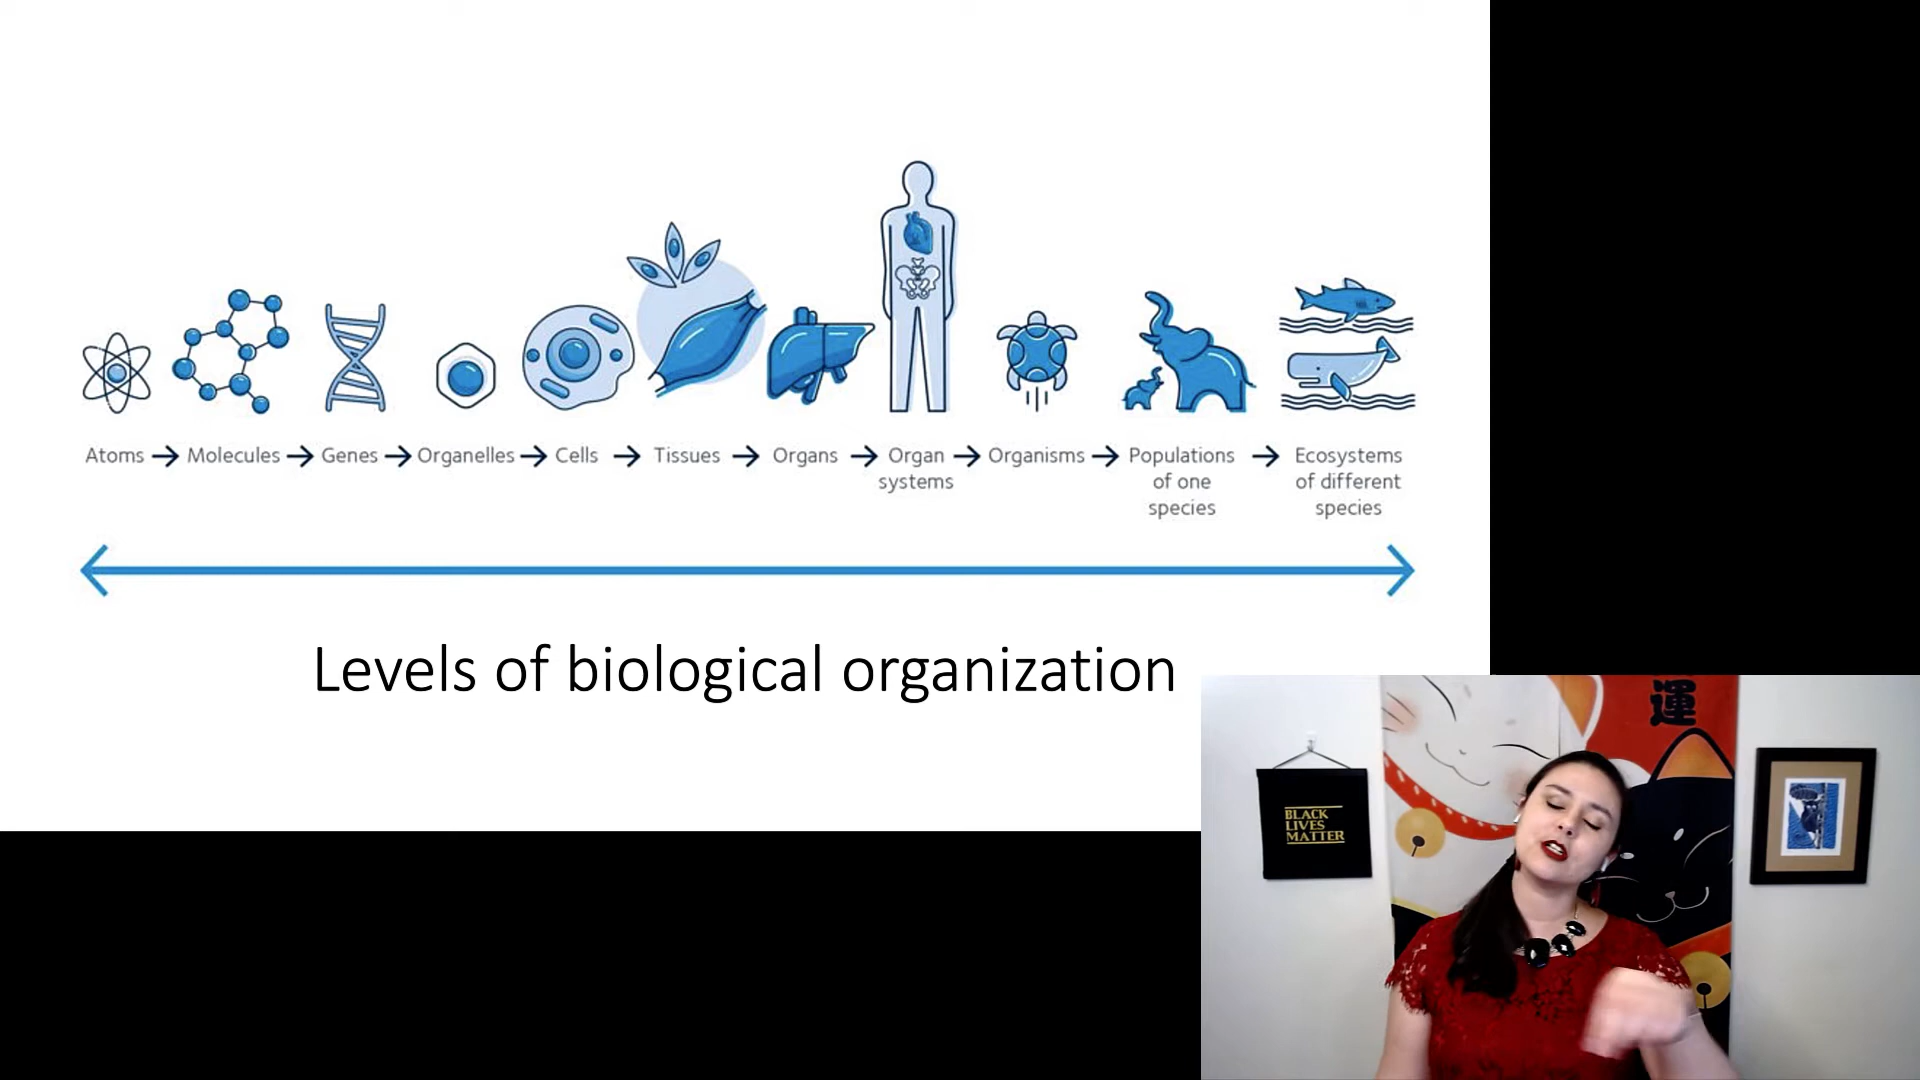 Atoms → Molecules → Genes → Organelles → Cells → Tissues → Organs → Organ → Organisms → Populations → Ecosystems
systems of one of different
species species
Levels of biological organization
運
BLACK
LIVES
MATTER